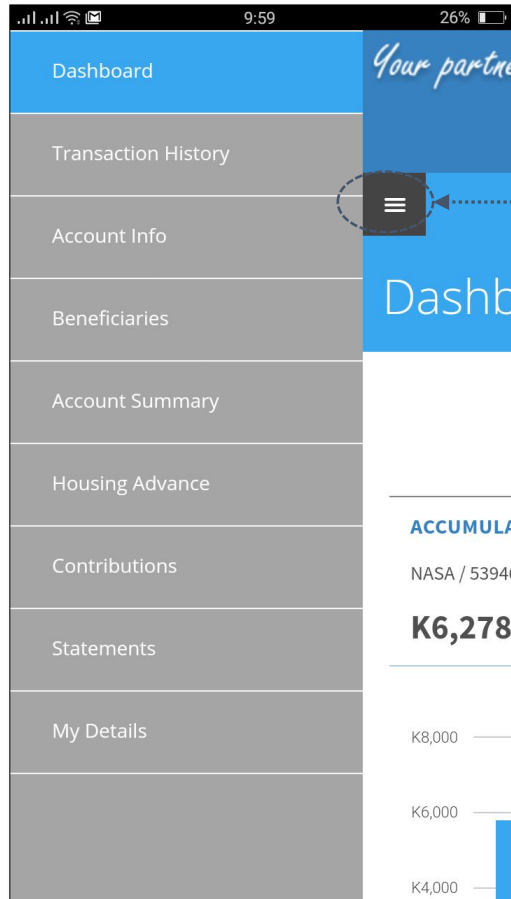 9:59
26%
Dashboard
Transaction History
Account Info
Beneficiaries
Account Summary
Housing Advance
Contributions
Statements
My Details
Your partne
Dashb
ACCUMULA
NASA / 5394
K6,278
K8,000
K6,000
K4,000